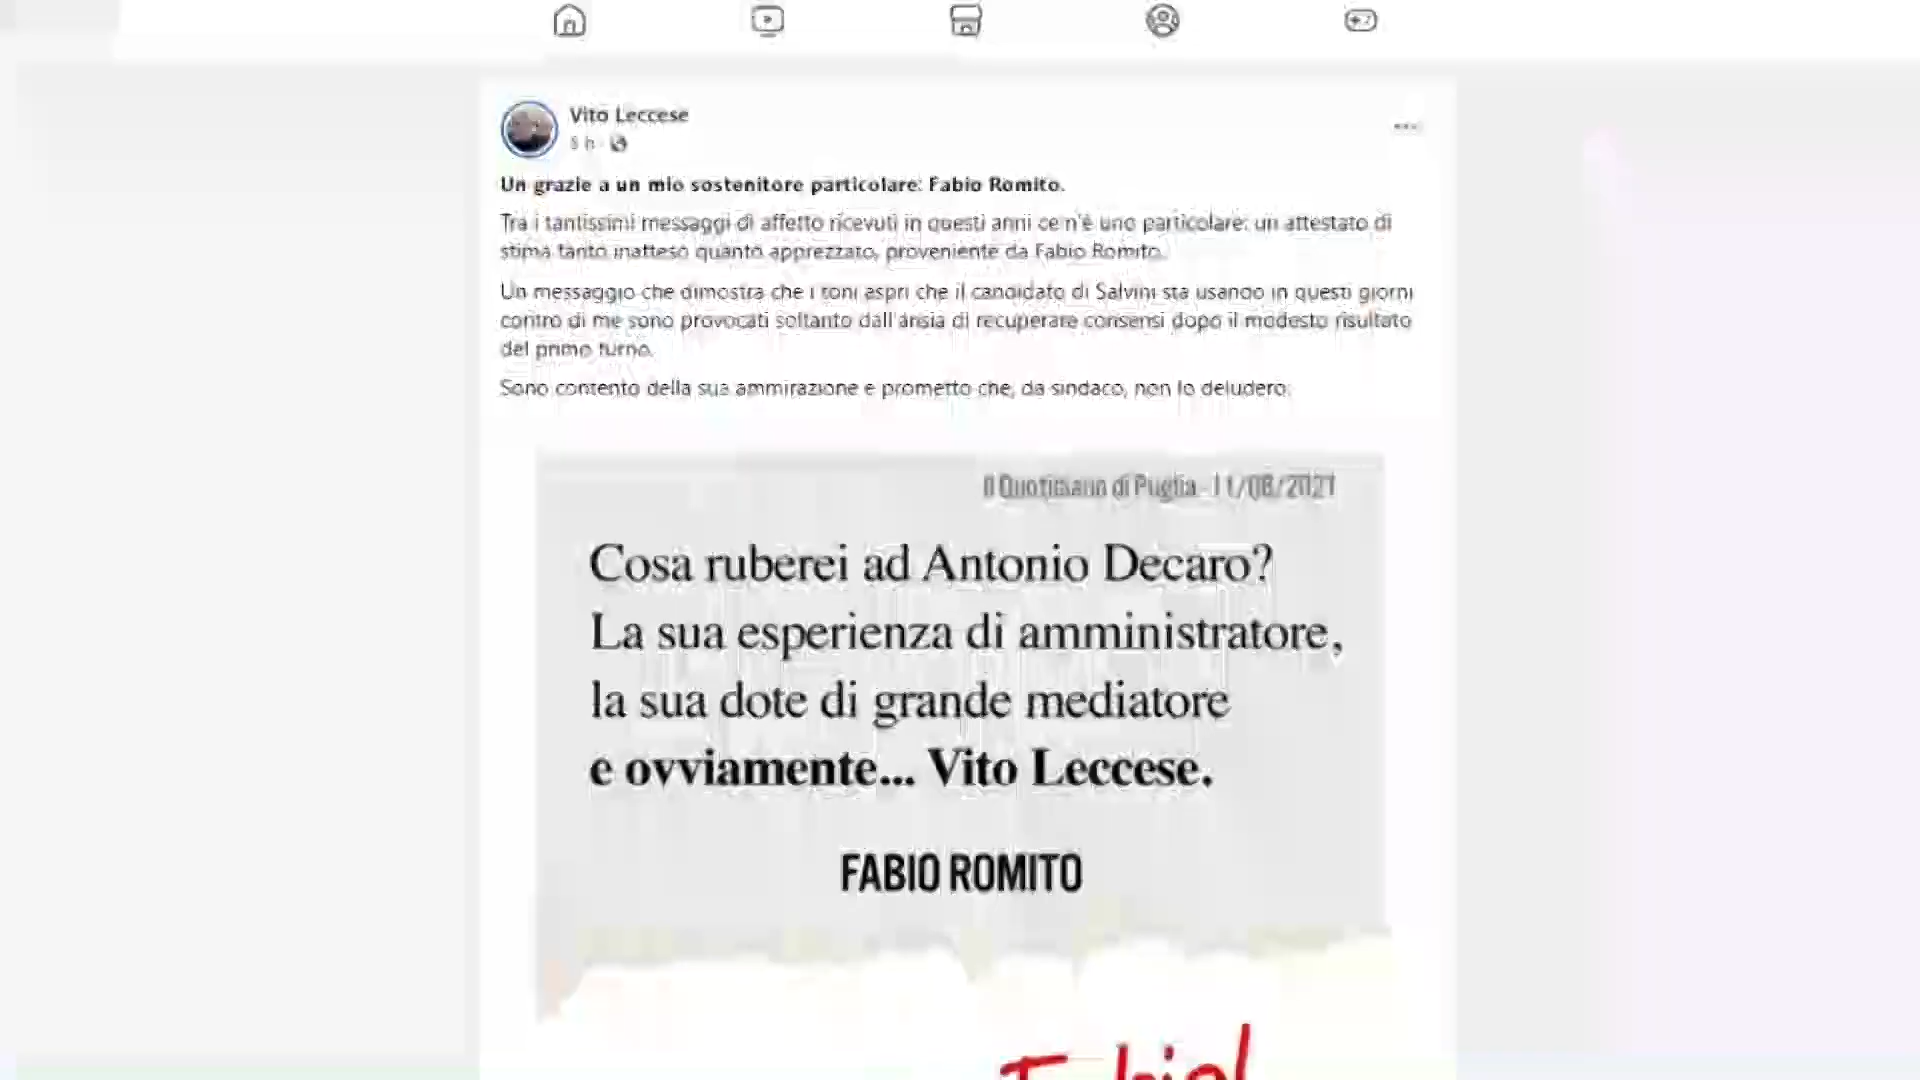 Vito Leccese
5 h
Un grazie a un mio sostenitore particolare: Fabio Romito.
Tra i tantissimi messaggi di affetto ricevuti in questi anni ce n'è uno particolare: un attestato di
stima tanto inatteso quanto apprezzato, proveniente da Fabio Romito.
Un messaggio che dimostra che i toni aspri che il candidato di Salvini sta usando in questi giorni
contro di me sono provocati soltanto dall'ansia di recuperare consensi dopo il modesto risultato
del primo turno.
Sono contento della sua ammirazione e prometto che, da sindaco, non lo deluderò.
Il Quotidiano di Puglia - 11/08/2021
Cosa ruberei ad Antonio Decaro?
La sua esperienza di amministratore,
la sua dote di grande mediatore
e ovviamente... Vito Leccese.
FABIO ROMITO